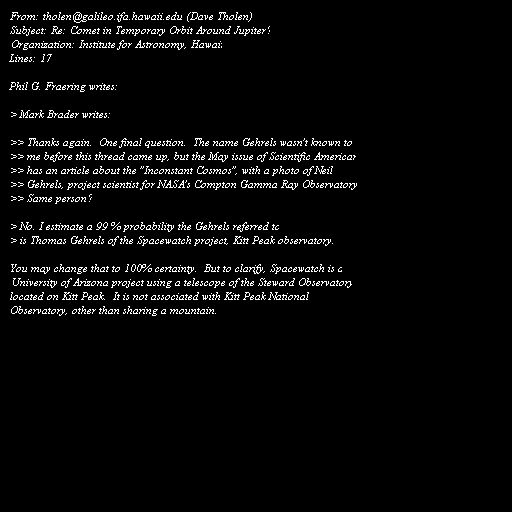 From: tholen@galileo.ifa.hawaii.edu (Dave Tholen)
Subject: Re: Comet in Temporary Orbit Around Jupiter?
Organization: Institute for Astronomy, Hawaii
Lines: 17
Phil G. Fraering writes:
> Mark Brader writes:
>> Thanks again. One final question. The name Gehrels wasn't known to
>> me before this thread came up, but the May issue of Scientific American
>> has an article about the "Inconstant Cosmos", with a photo of Neil
>> Gehrels, project scientist for NASA's Compton Gamma Ray Observatory.
>> Same person?
> No. I estimate a 99 % probability the Gehrels referred to
> is Thomas Gehrels of the Spacewatch project, Kitt Peak observatory.
You may change that to 100% certainty. But to clarify, Spacewatch is a
University of Arizona project using a telescope of the Steward Observatory
located on Kitt Peak. It is not associated with Kitt Peak National
Observatory, other than sharing a mountain.